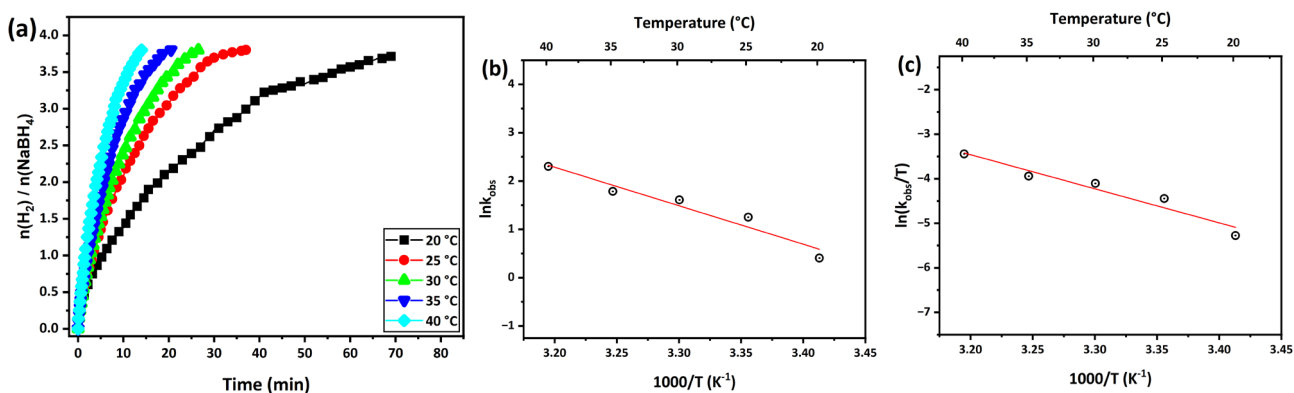 (a)
n(H₂) / n(NaBH₄)
4.0
3.5
3.0
2.5
2.0
1.5
1.0
0.5
0.0
0 10 20 30 40 50 60 70 80
Time (min)
20 °C
25 °C
30 °C
35 °C
40 °C
Temperature (°C)
40 35 30 25 20
(b)
lnk_obs
4
3
2
1
0
−1
3.20 3.25 3.30 3.35 3.40 3.45
1000/T (K⁻¹)
Temperature (°C)
40 35 30 25 20
(c)
ln(k_obs/T)
−2
−3
−4
−5
−6
−7
3.20 3.25 3.30 3.35 3.40 3.45
1000/T (K⁻¹)